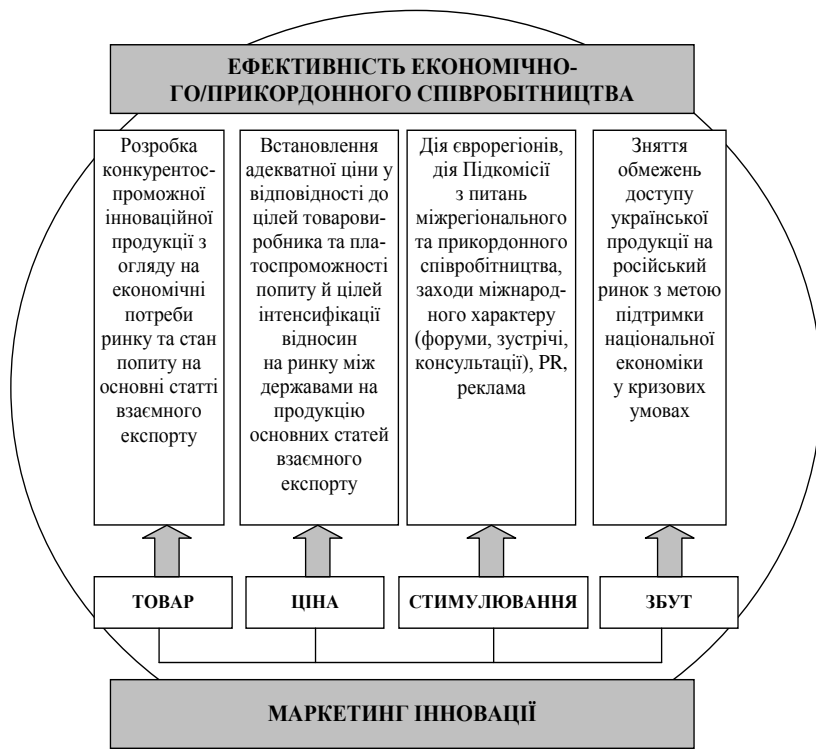 ЕФЕКТИВНІСТЬ ЕКОНОМІЧНО-
ГО/ПРИКОРДОННОГО СПІВРОБІТНИЦТВА
Розробка
конкурентос-
проможної
інноваційної
продукції з
огляду на
економічні
потреби
ринку та стан
попиту на
основні статті
взаємного
експорту
Встановлення
адекватної ціни у
відповідності до
цілей товарови-
робника та пла-
тоспроможності
попиту й цілей
інтенсифікації
відносин
на ринку між
державами на
продукцію
основних статей
взаємного
експорту
Дія єврорегіонів,
дія Підкомісії
з питань
міжрегіонального
та прикордонного
співробітництва,
заходи міжнарод-
ного характеру
(форуми, зустрічі,
консультації), PR,
реклама
Зняття
обмежень
доступу
української
продукції на
російський
ринок з метою
підтримки
національної
економіки
у кризових
умовах
ТОВАР
ЦІНА
СТИМУЛЮВАННЯ
ЗБУТ
МАРКЕТИНГ ІННОВАЦІЇ